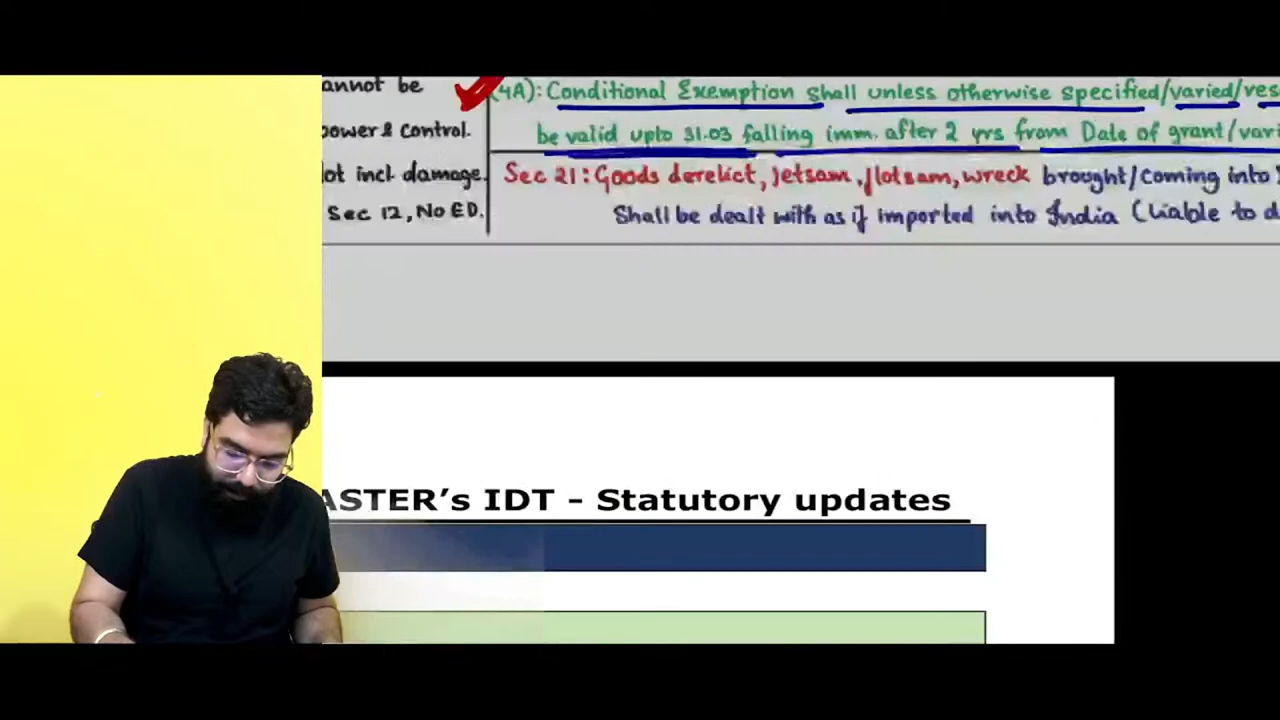 annot be
(4A): Conditional Exemption shall unless otherwise specified/varied/res
power & Control.
be valid upto 31.03 falling imm. after 2 yrs from Date of grant/vari
lot incl damage.
Sec 21: Goods derelict, jetsam, flotsam, wreck brought/coming into
Sec 12, No ED.
Shall be dealt with as if imported into India (liable to d
ASTER's IDT - Statutory updates